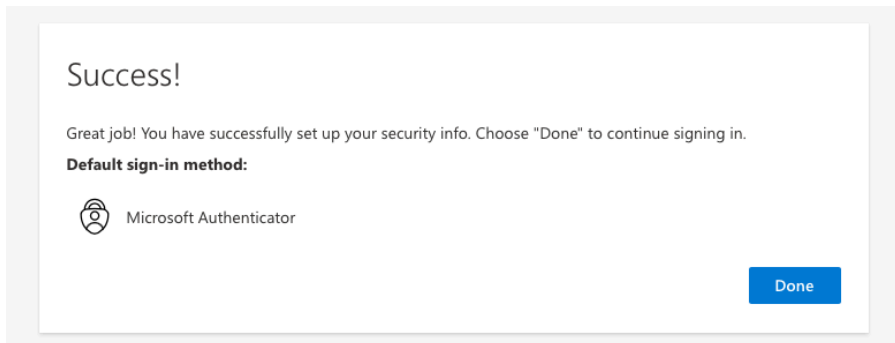 Success!
Great job! You have successfully set up your security info. Choose "Done" to continue signing in.
Default sign-in method:
Microsoft Authenticator
Done